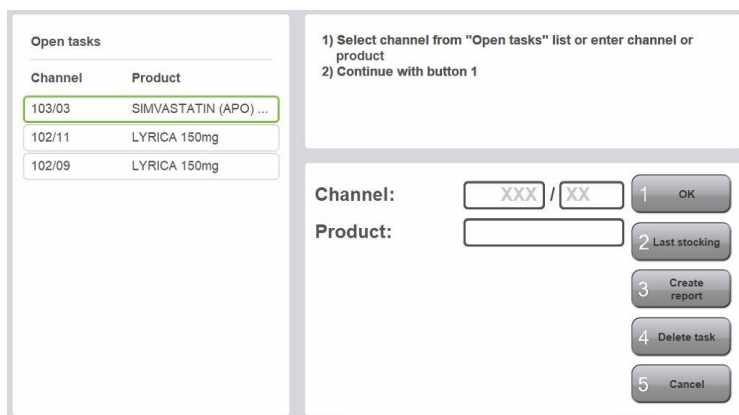 Open tasks
Channel Product
103/03 SIMVASTATIN (APO) ...
102/11 LYRICA 150mg
102/09 LYRICA 150mg
1) Select channel from "Open tasks" list or enter channel or
product
2) Continue with button 1
Channel: XXX / XX
Product:
1 OK
2 Last stocking
3 Create
report
4 Delete task
5 Cancel